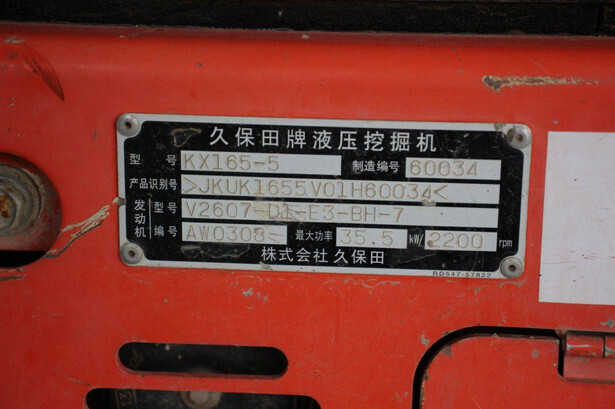 久保田牌液压挖掘机
型号 KX165-5 制造编号 60034
产品识别号 >JKUK1655V01H60034<
发动机 型号 V2607-DI-E3-BH-7
编号 AW0308- 最大功率 35.5 kW/ 2200 rpm
株式会社 久保田
RD547-57822